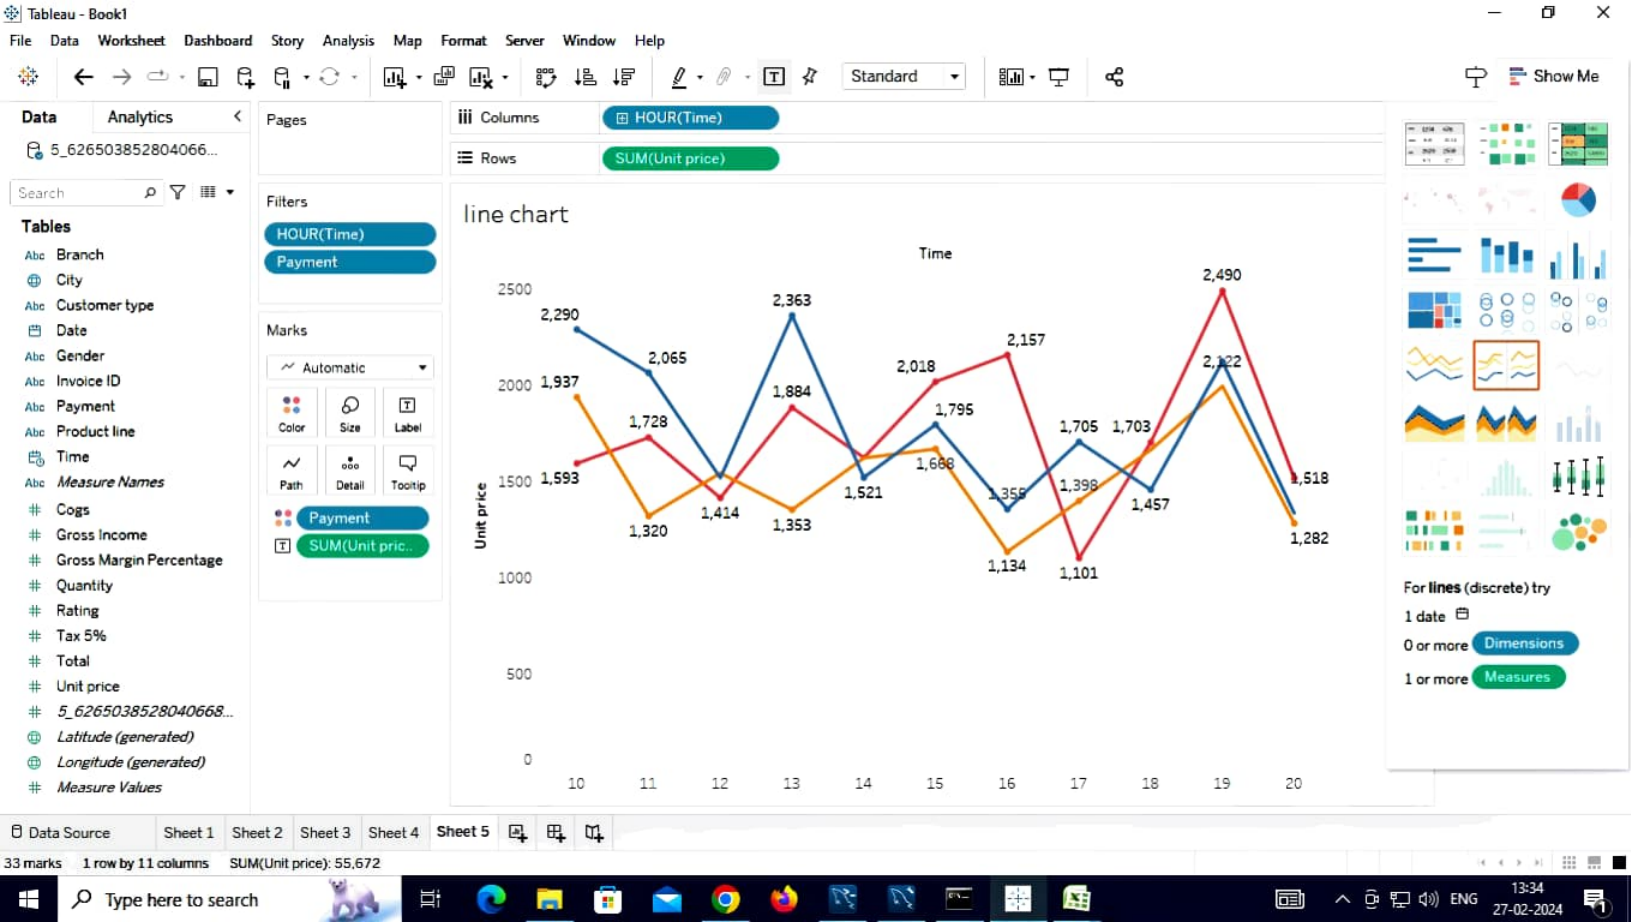 Tableau - Book1
File Data Worksheet Dashboard Story Analysis Map Format Server Window Help
Standard
Show Me
Data Analytics
5_626503852804066...
Search
Tables
Abc Branch
City
Abc Customer type
Date
Abc Gender
Abc Invoice ID
Abc Payment
Abc Product line
Time
Abc Measure Names
# Cogs
# Gross Income
# Gross Margin Percentage
# Quantity
# Rating
# Tax 5%
# Total
# Unit price
# 5_6265038528040668...
Latitude (generated)
Longitude (generated)
# Measure Values
Pages
Filters
HOUR(Time)
Payment
Marks
Automatic
Color Size Label
Path Detail Tooltip
Payment
SUM(Unit pric..
Columns HOUR(Time)
Rows SUM(Unit price)
line chart
Time
2,490
2500
2,363
2,290
2,157
2,065
2,018
2,122
2000
1,937
1,884
1,728
1,795
1,705
1,703
1500
1,593
1,668
1,518
1,521
1,355
1,398
1,457
1,414
1,320
1,353
1,282
1,134
1,101
Unit price
1000
500
0
10 11 12 13 14 15 16 17 18 19 20
For lines (discrete) try
1 date
0 or more Dimensions
1 or more Measures
Data Source Sheet 1 Sheet 2 Sheet 3 Sheet 4 Sheet 5
33 marks 1 row by 11 columns SUM(Unit price): 55,672
Type here to search
ENG
13:34
27-02-2024
1